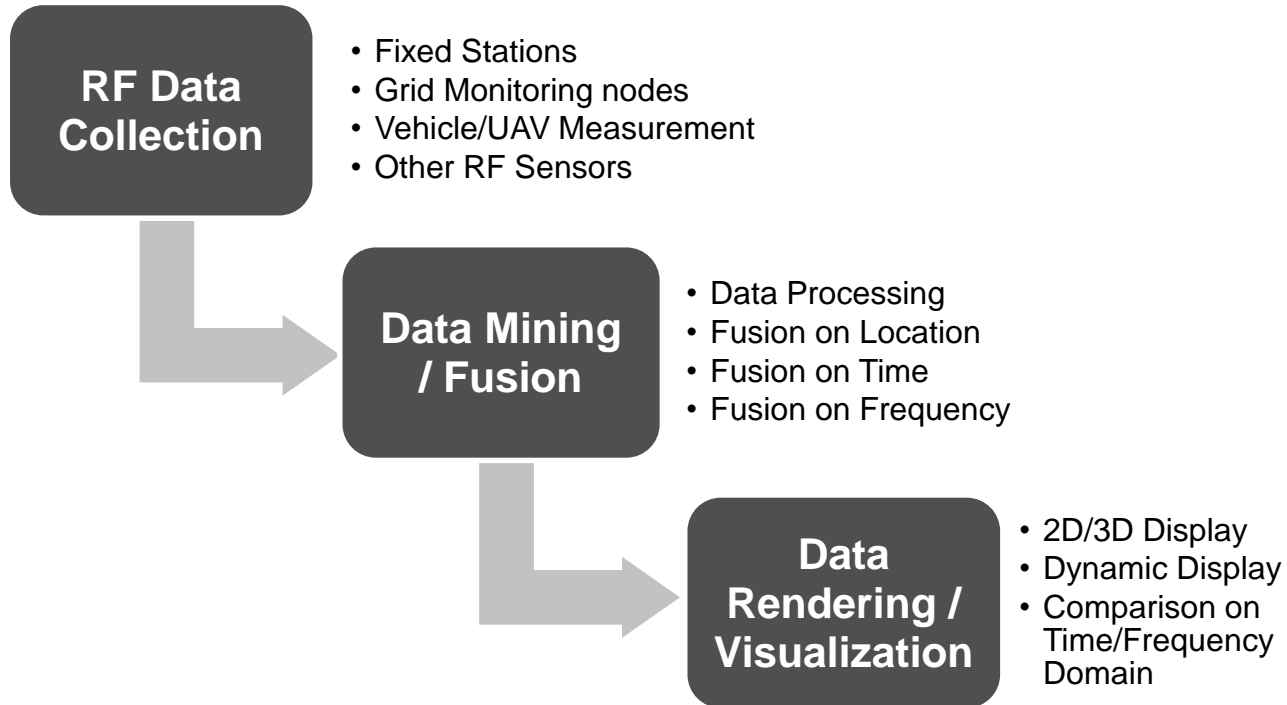 RF Data
Collection
• Fixed Stations
• Grid Monitoring nodes
• Vehicle/UAV Measurement
• Other RF Sensors
Data Mining
/ Fusion
• Data Processing
• Fusion on Location
• Fusion on Time
• Fusion on Frequency
Data
Rendering /
Visualization
• 2D/3D Display
• Dynamic Display
• Comparison on
Time/Frequency
Domain